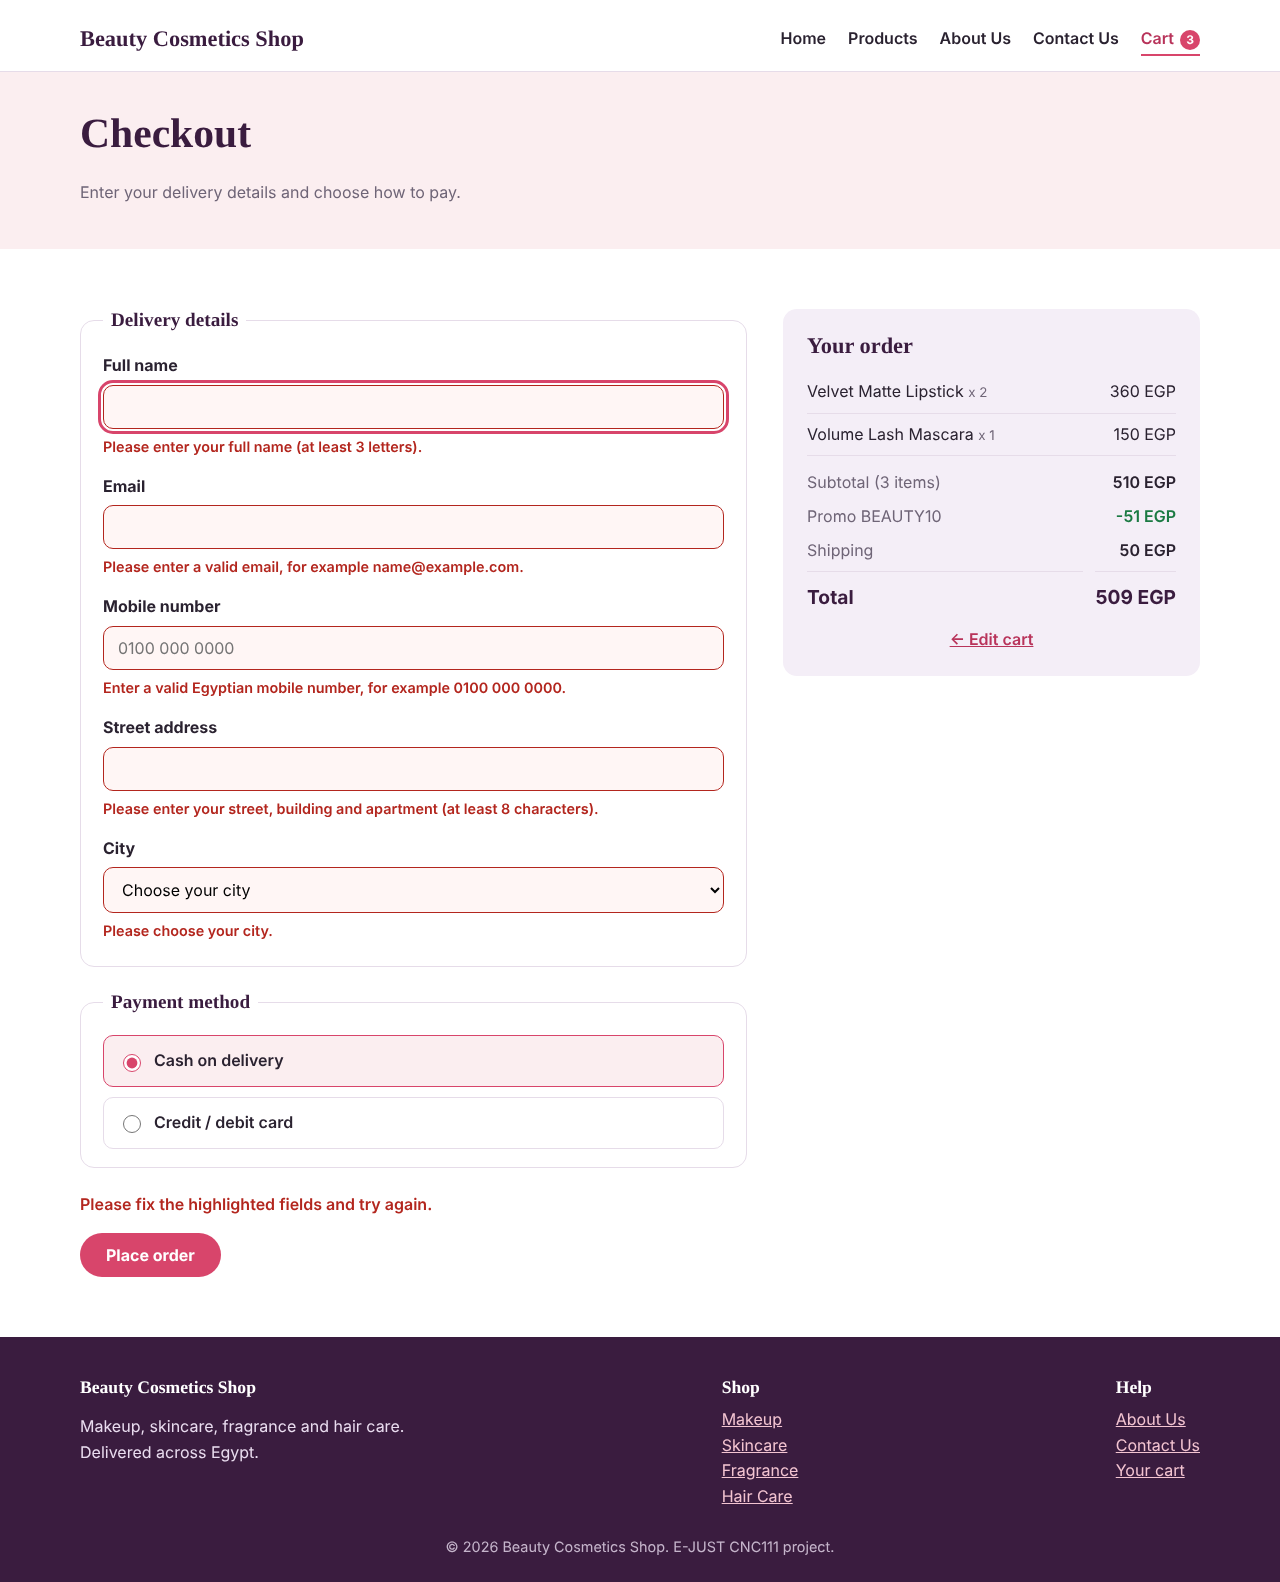 Beauty Cosmetics Shop
Home Products About Us Contact Us Cart 3
Checkout
Enter your delivery details and choose how to pay.
Delivery details
Full name
Please enter your full name (at least 3 letters).
Email
Please enter a valid email, for example name@example.com.
Mobile number
0100 000 0000
Enter a valid Egyptian mobile number, for example 0100 000 0000.
Street address
Please enter your street, building and apartment (at least 8 characters).
City
Choose your city
Please choose your city.
Payment method
Cash on delivery
Credit / debit card
Please fix the highlighted fields and try again.
Place order
Your order
Velvet Matte Lipstick x 2 360 EGP
Volume Lash Mascara x 1 150 EGP
Subtotal (3 items) 510 EGP
Promo BEAUTY10 -51 EGP
Shipping 50 EGP
Total 509 EGP
← Edit cart
Beauty Cosmetics Shop
Makeup, skincare, fragrance and hair care.
Delivered across Egypt.
Shop
Makeup
Skincare
Fragrance
Hair Care
Help
About Us
Contact Us
Your cart
© 2026 Beauty Cosmetics Shop. E-JUST CNC111 project.